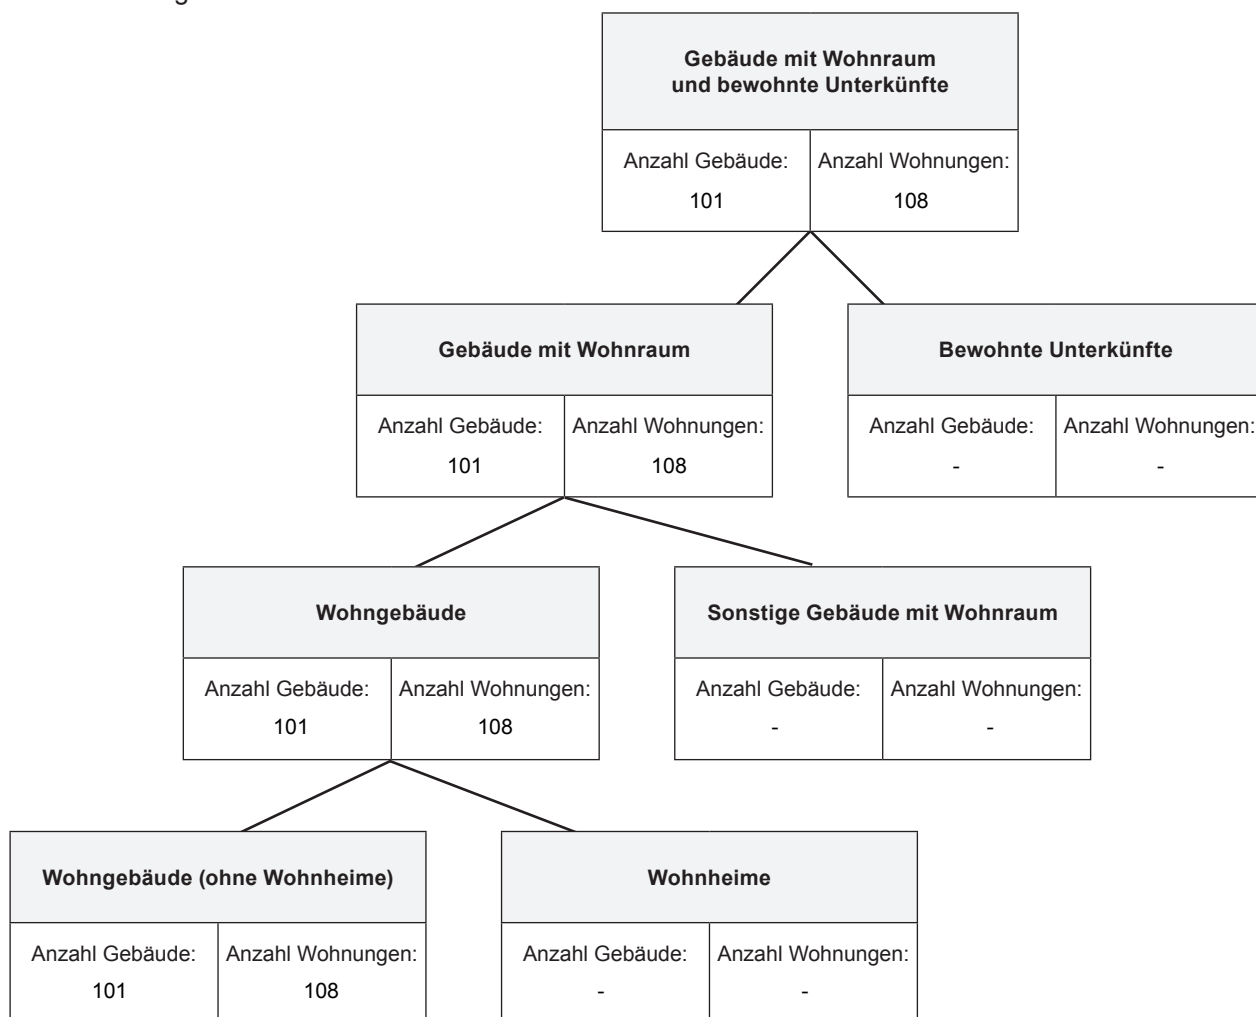 Gebäude mit Wohnraum
und bewohnte Unterkünfte
Anzahl Gebäude: Anzahl Wohnungen:
101 108
Gebäude mit Wohnraum
Anzahl Gebäude: Anzahl Wohnungen:
101 108
Bewohnte Unterkünfte
Anzahl Gebäude: Anzahl Wohnungen:
- -
Wohngebäude
Anzahl Gebäude: Anzahl Wohnungen:
101 108
Sonstige Gebäude mit Wohnraum
Anzahl Gebäude: Anzahl Wohnungen:
- -
Wohngebäude (ohne Wohnheime)
Anzahl Gebäude: Anzahl Wohnungen:
101 108
Wohnheime
Anzahl Gebäude: Anzahl Wohnungen:
- -